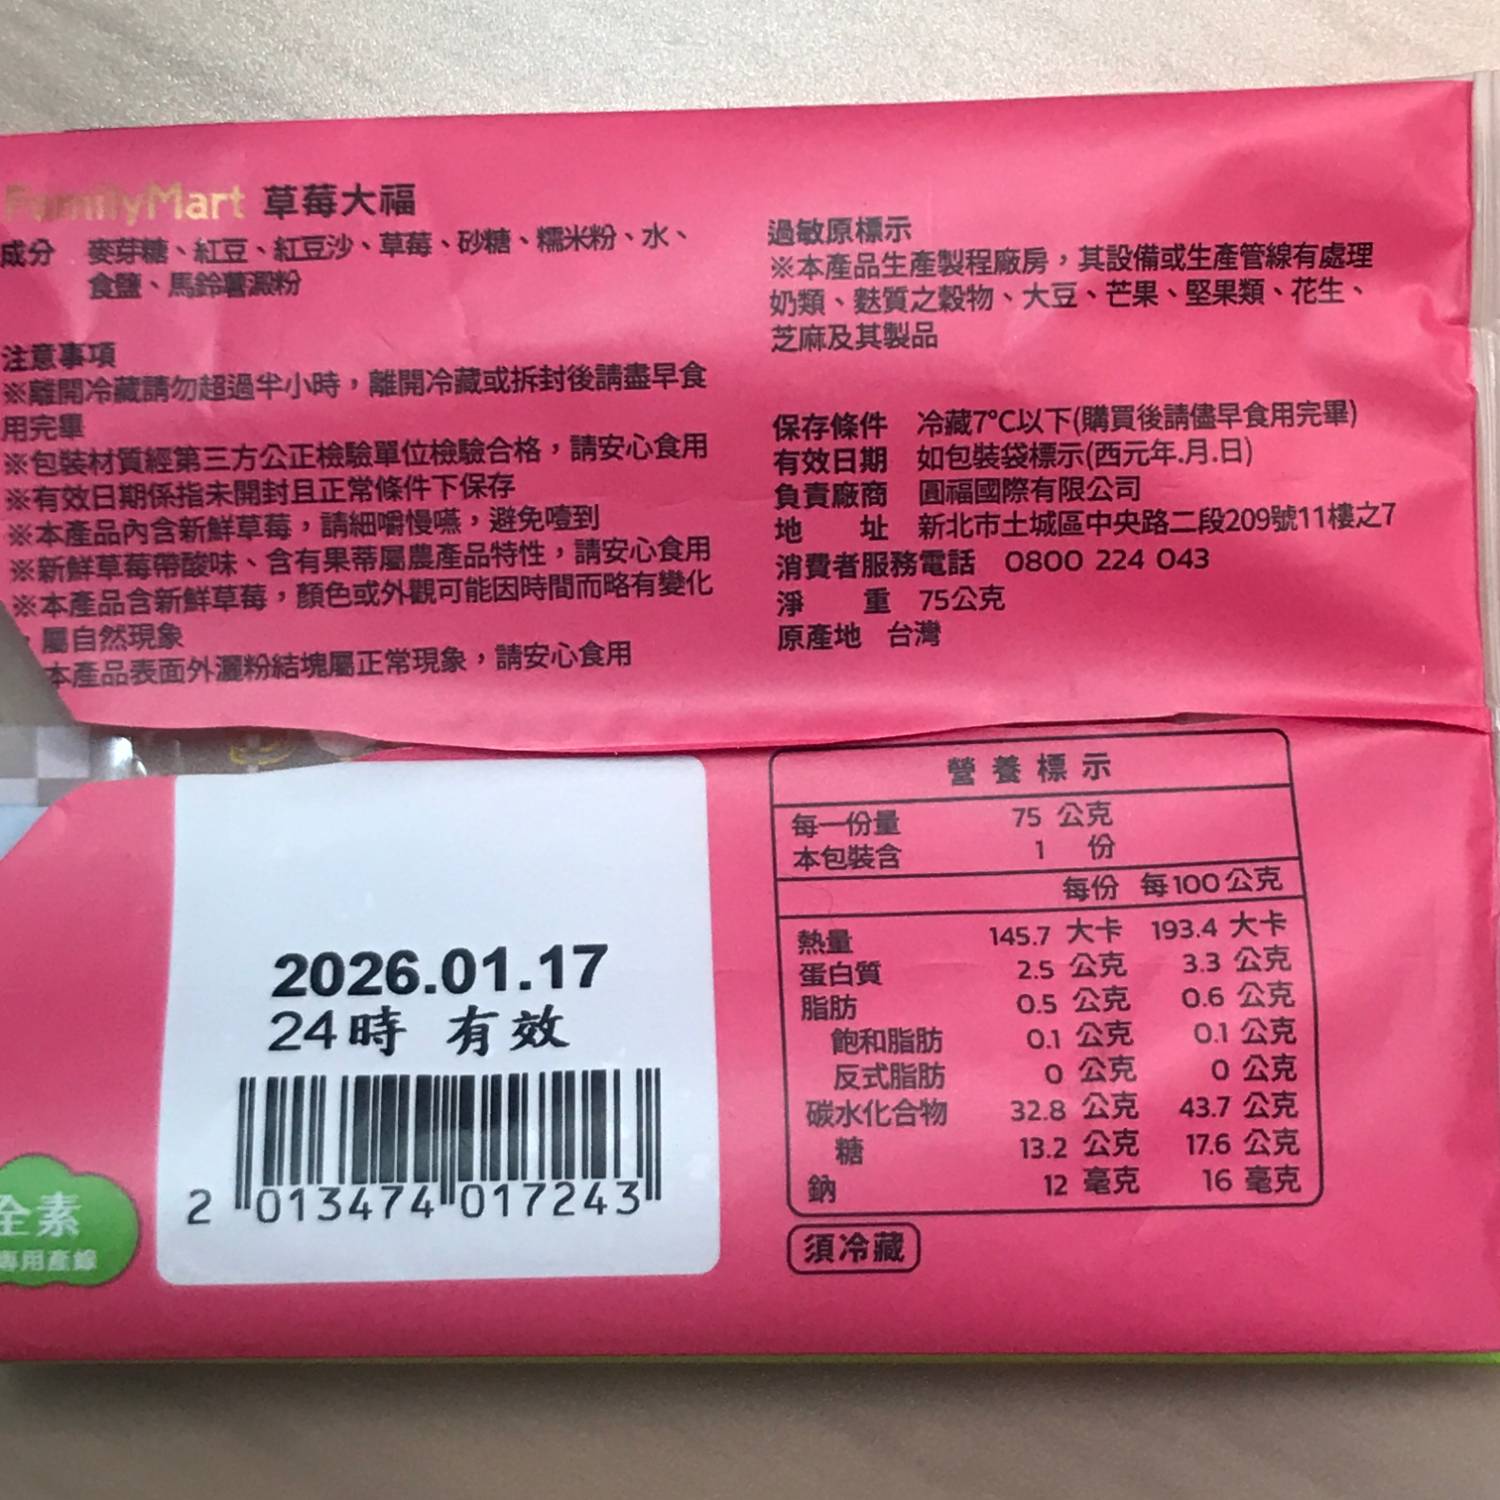 FamilyMart 草莓大福
成分 麥芽糖、紅豆、紅豆沙、草莓、砂糖、糯米粉、水、
食鹽、馬鈴薯澱粉
注意事項
※離開冷藏請勿超過半小時，離開冷藏或拆封後請盡早食
用完畢
※包裝材質經第三方公正檢驗單位檢驗合格，請安心食用
※有效日期係指未開封且正常條件下保存
※本產品內含新鮮草莓，請細嚼慢嚥，避免噎到
※新鮮草莓帶酸味、含有果蒂屬農產品特性，請安心食用
※本產品含新鮮草莓，顏色或外觀可能因時間而略有變化
，屬自然現象
本產品表面外灑粉結塊屬正常現象，請安心食用
過敏原標示
※本產品生產製程廠房，其設備或生產管線有處理
奶類、麩質之穀物、大豆、芒果、堅果類、花生、
芝麻及其製品
保存條件 冷藏7°C以下(購買後請儘早食用完畢)
有效日期 如包裝袋標示(西元年.月.日)
負責廠商 圓福國際有限公司
地址 新北市土城區中央路二段209號11樓之7
消費者服務電話 0800 224 043
淨重 75公克
原產地 台灣
2026.01.17
24時 有效
2 013474 017243
全素
專用產線
營養標示
每一份量 75 公克
本包裝含 1 份
每份 每100公克
熱量 145.7 大卡 193.4 大卡
蛋白質 2.5 公克 3.3 公克
脂肪 0.5 公克 0.6 公克
飽和脂肪 0.1 公克 0.1 公克
反式脂肪 0 公克 0 公克
碳水化合物 32.8 公克 43.7 公克
糖 13.2 公克 17.6 公克
鈉 12 毫克 16 毫克
須冷藏